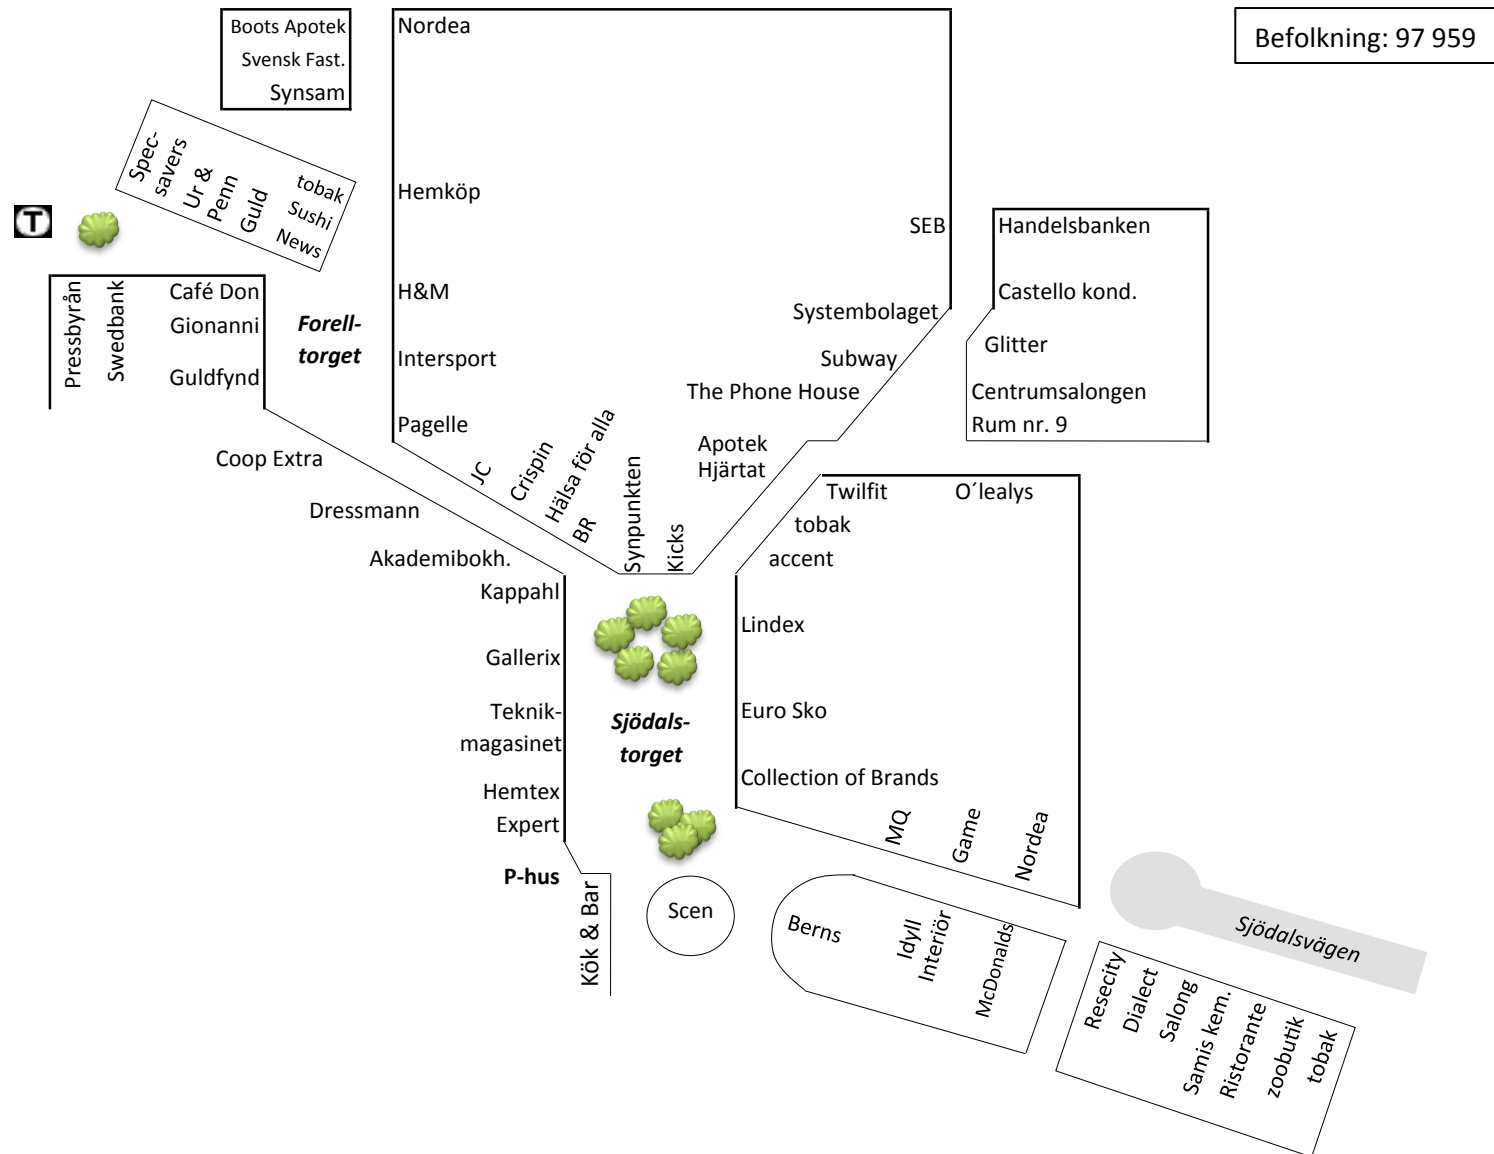 Befolkning: 97 959
Boots Apotek
Svensk Fast.
Synsam
Spec-
savers
Ur &
Penn
Guld
tobak
Sushi
News
T
Pressbyrån
Swedbank
Café Don
Gionanni
Guldfynd
Forell-
torget
Nordea
Hemköp
H&M
Intersport
Pagelle
JC
Crispin
Hälsa för alla
BR
Synpunkten
Kicks
Apotek
Hjärtat
The Phone House
Subway
Systembolaget
SEB
Handelsbanken
Castello kond.
Glitter
Centrumsalongen
Rum nr. 9
Coop Extra
Dressmann
Akademibokh.
Kappahl
Gallerix
Teknik-
magasinet
Hemtex
Expert
P-hus
Kök & Bar
Sjödals-
torget
Scen
Twilfit
O´lealys
tobak
accent
Lindex
Euro Sko
Collection of Brands
MQ
Game
Nordea
Berns
Idyll
Interiör
McDonalds
Sjödalsvägen
Resecity
Dialect
Salong
Samis kem.
Ristorante
zoobutik
tobak